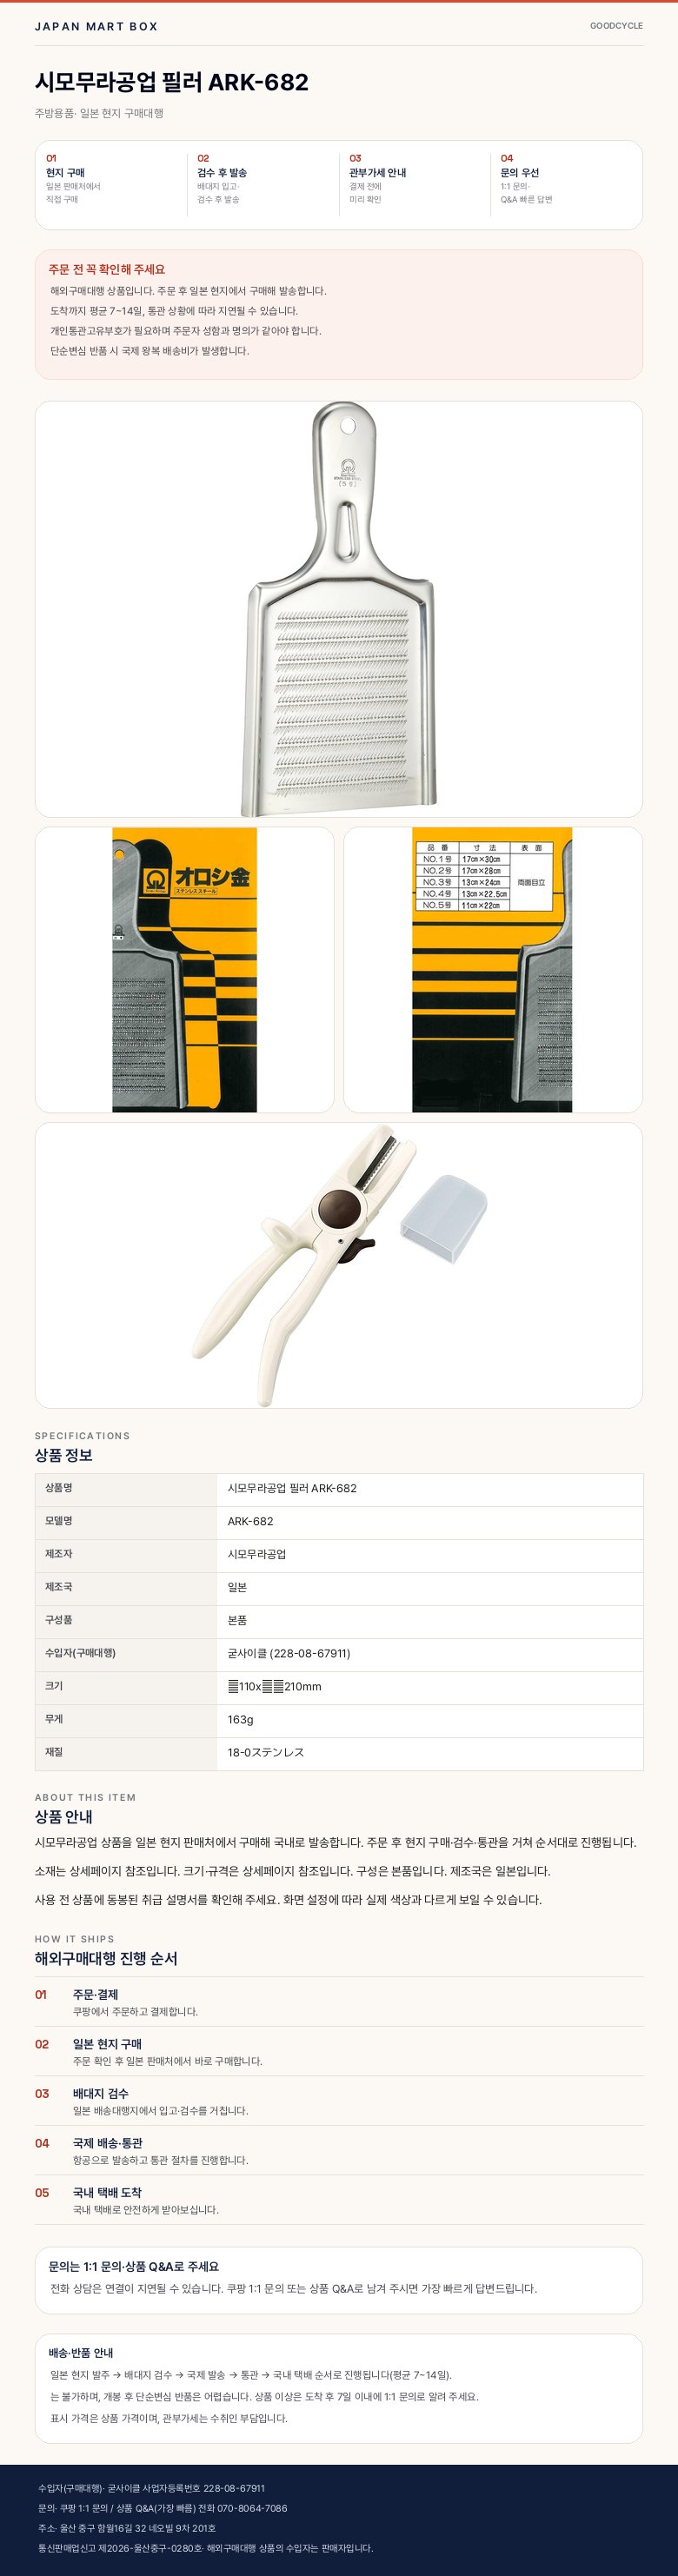 JAPAN MART BOX
GOODCYCLE
시모무라공업 필러 ARK-682
주방용품· 일본 현지 구매대행
01
현지 구매
일본 판매처에서
직접 구매
02
검수 후 발송
배대지 입고·
검수 후 발송
03
관부가세 안내
결제 전에
미리 확인
04
문의 우선
1:1 문의·
Q&A 빠른 답변
주문 전 꼭 확인해 주세요
해외구매대행 상품입니다. 주문 후 일본 현지에서 구매해 발송합니다.
도착까지 평균 7~14일, 통관 상황에 따라 지연될 수 있습니다.
개인통관고유부호가 필요하며 주문자 성함과 명의가 같아야 합니다.
단순변심 반품 시 국제 왕복 배송비가 발생합니다.
オロシ金
ステンレススチール
品番 寸法 表面
NO.1号 17cm×30cm
NO.2号 17cm×28cm
NO.3号 13cm×24cm 両面目立
NO.4号 13cm×22.5cm
NO.5号 11cm×22cm
SPECIFICATIONS
상품 정보
상품명 시모무라공업 필러 ARK-682
모델명 ARK-682
제조자 시모무라공업
제조국 일본
구성품 본품
수입자(구매대행) 굳사이클 (228-08-67911)
크기 110x210mm
무게 163g
재질 18-0ステンレス
ABOUT THIS ITEM
상품 안내
시모무라공업 상품을 일본 현지 판매처에서 구매해 국내로 발송합니다. 주문 후 현지 구매·검수·통관을 거쳐 순서대로 진행됩니다.
소재는 상세페이지 참조입니다. 크기·규격은 상세페이지 참조입니다. 구성은 본품입니다. 제조국은 일본입니다.
사용 전 상품에 동봉된 취급 설명서를 확인해 주세요. 화면 설정에 따라 실제 색상과 다르게 보일 수 있습니다.
HOW IT SHIPS
해외구매대행 진행 순서
01 주문·결제
쿠팡에서 주문하고 결제합니다.
02 일본 현지 구매
주문 확인 후 일본 판매처에서 바로 구매합니다.
03 배대지 검수
일본 배송대행지에서 입고·검수를 거칩니다.
04 국제 배송·통관
항공으로 발송하고 통관 절차를 진행합니다.
05 국내 택배 도착
국내 택배로 안전하게 받아보십니다.
문의는 1:1 문의·상품 Q&A로 주세요
전화 상담은 연결이 지연될 수 있습니다. 쿠팡 1:1 문의 또는 상품 Q&A로 남겨 주시면 가장 빠르게 답변드립니다.
배송·반품 안내
일본 현지 발주 → 배대지 검수 → 국제 발송 → 통관 → 국내 택배 순서로 진행됩니다(평균 7~14일).
는 불가하며, 개봉 후 단순변심 반품은 어렵습니다. 상품 이상은 도착 후 7일 이내에 1:1 문의로 알려 주세요.
표시 가격은 상품 가격이며, 관부가세는 수취인 부담입니다.
수입자(구매대행)· 굳사이클 사업자등록번호 228-08-67911
문의· 쿠팡 1:1 문의 / 상품 Q&A(가장 빠름) 전화 070-8064-7086
주소· 울산 중구 함월16길 32 네오빌 9차 201호
통신판매업신고 제2026-울산중구-0280호· 해외구매대행 상품의 수입자는 판매자입니다.